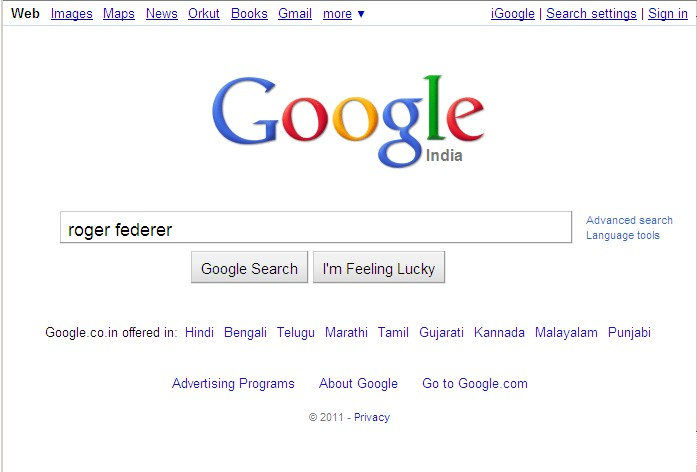 Web Images Maps News Orkut Books Gmail more ▼ iGoogle | Search settings | Sign in
Google
India
roger federer
Advanced search
Language tools
Google Search I'm Feeling Lucky
Google.co.in offered in: Hindi Bengali Telugu Marathi Tamil Gujarati Kannada Malayalam Punjabi
Advertising Programs About Google Go to Google.com
© 2011 - Privacy